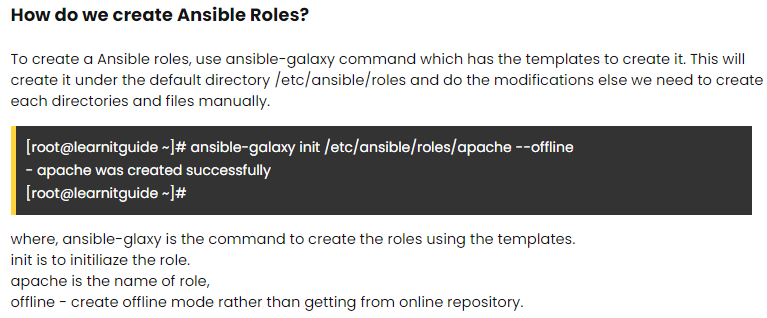 How do we create Ansible Roles?
To create a Ansible roles, use ansible-galaxy command which has the templates to create it. This will
create it under the default directory /etc/ansible/roles and do the modifications else we need to create
each directories and files manually.
[root@learnitguide ~]# ansible-galaxy init /etc/ansible/roles/apache --offline
- apache was created successfully
[root@learnitguide ~]#
where, ansible-glaxy is the command to create the roles using the templates.
init is to initiliaze the role.
apache is the name of role,
offline - create offline mode rather than getting from online repository.